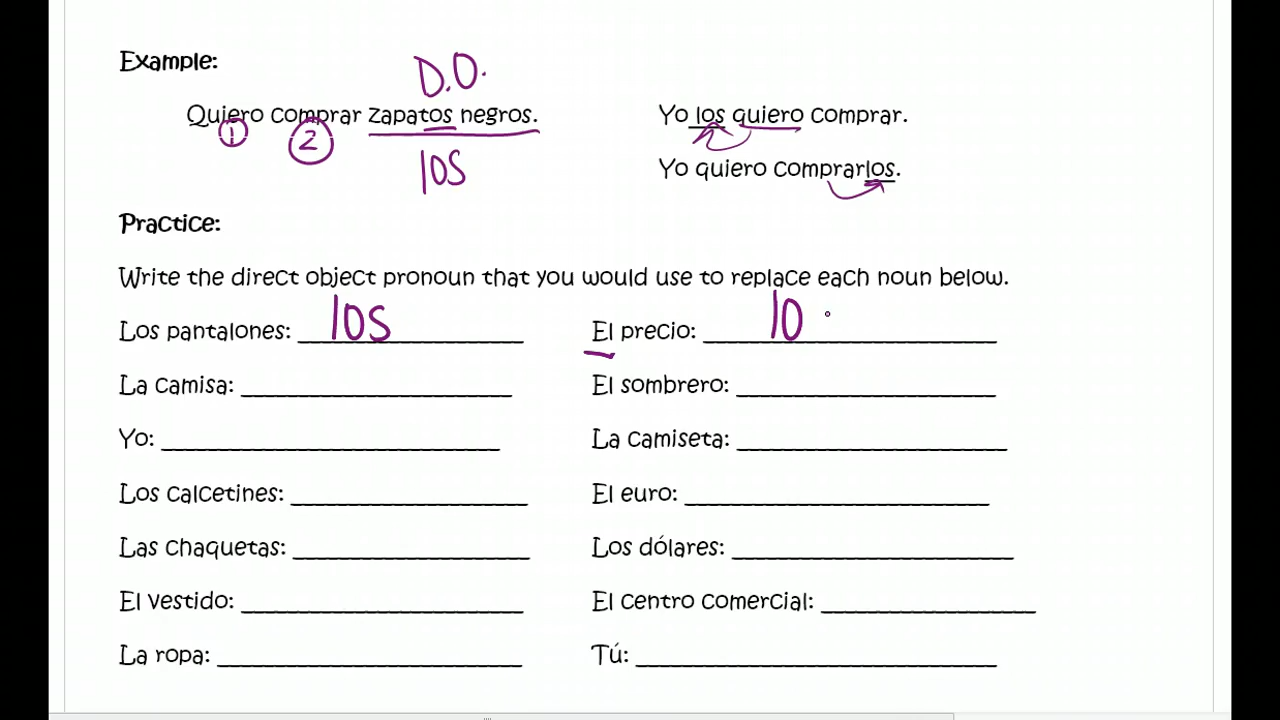 Example:
D.O.
Quiero comprar zapatos negros. Yo los quiero comprar.
1 2 los Yo quiero comprarlos.
Practice:
Write the direct object pronoun that you would use to replace each noun below.
Los pantalones: los El precio: lo
La camisa: El sombrero:
Yo: La camiseta:
Los calcetines: El euro:
Las chaquetas: Los dólares:
El vestido: El centro comercial:
La ropa: Tú: